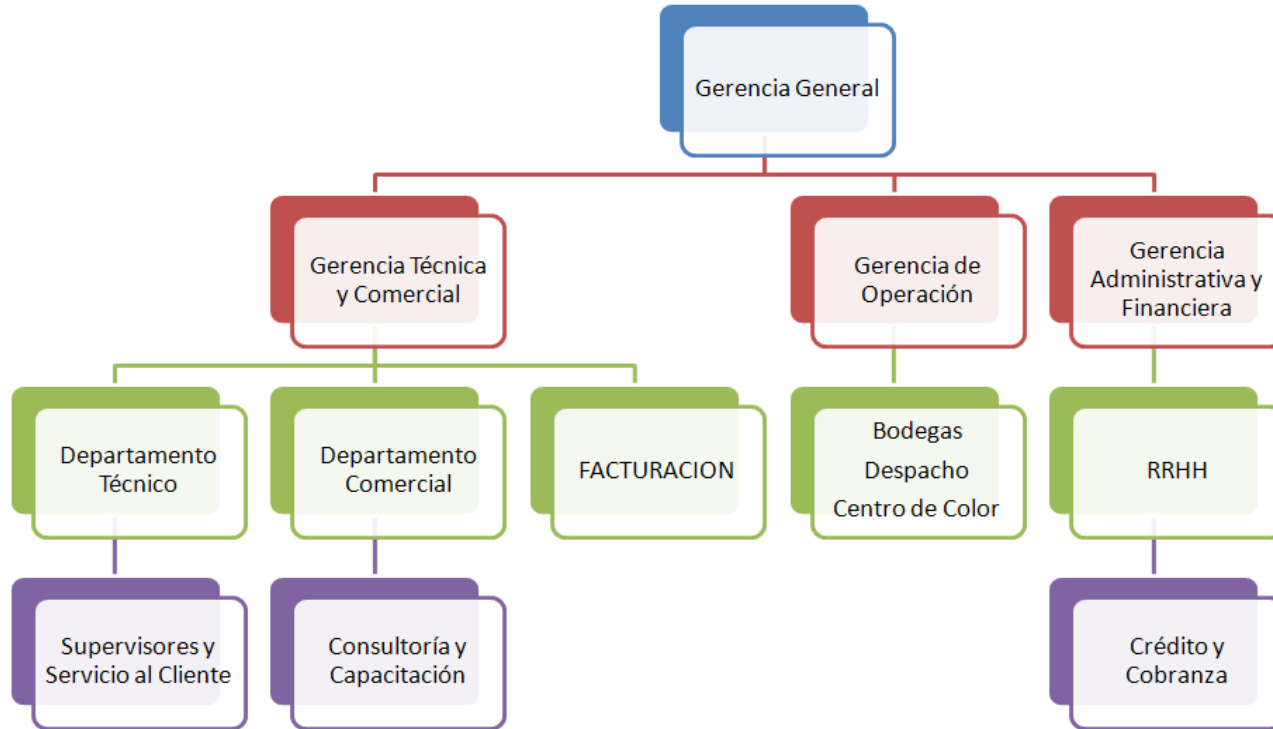 Gerencia General
Gerencia Técnica
y Comercial
Gerencia de
Operación
Gerencia
Administrativa y
Financiera
Departamento
Técnico
Departamento
Comercial
FACTURACION
Bodegas
Despacho
Centro de Color
RRHH
Supervisores y
Servicio al Cliente
Consultoría y
Capacitación
Crédito y
Cobranza